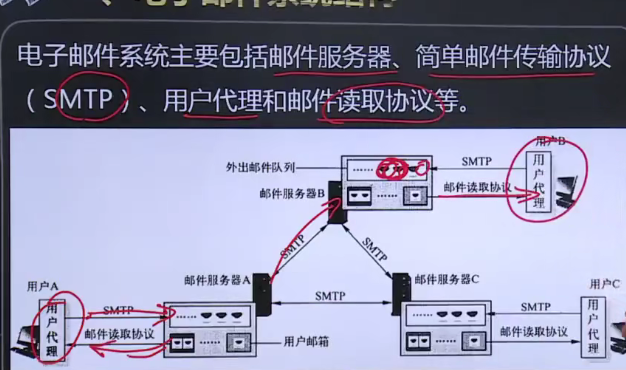 、电子邮件系统结构
电子邮件系统主要包括邮件服务器、简单邮件传输协议
（SMTP）、用户代理和邮件读取协议等。
用户B
外出邮件队列
SMTP
用户代理
邮件服务器B
邮件读取协议
SMTP
SMTP
用户A
邮件服务器A
邮件服务器C
用户C
用户代理
SMTP
SMTP
SMTP
用户代理
邮件读取协议
用户邮箱
邮件读取协议